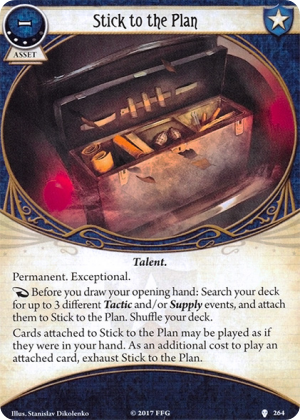 Stick to the Plan
–
ASSET
Talent.
Permanent. Exceptional.
Before you draw your opening hand: Search your deck
for up to 3 different Tactic and/or Supply events, and attach
them to Stick to the Plan. Shuffle your deck.
Cards attached to Stick to the Plan may be played as if
they were in your hand. As an additional cost to play an
attached card, exhaust Stick to the Plan.
Illus. Stanislav Dikolenko
© 2017 FFG
264